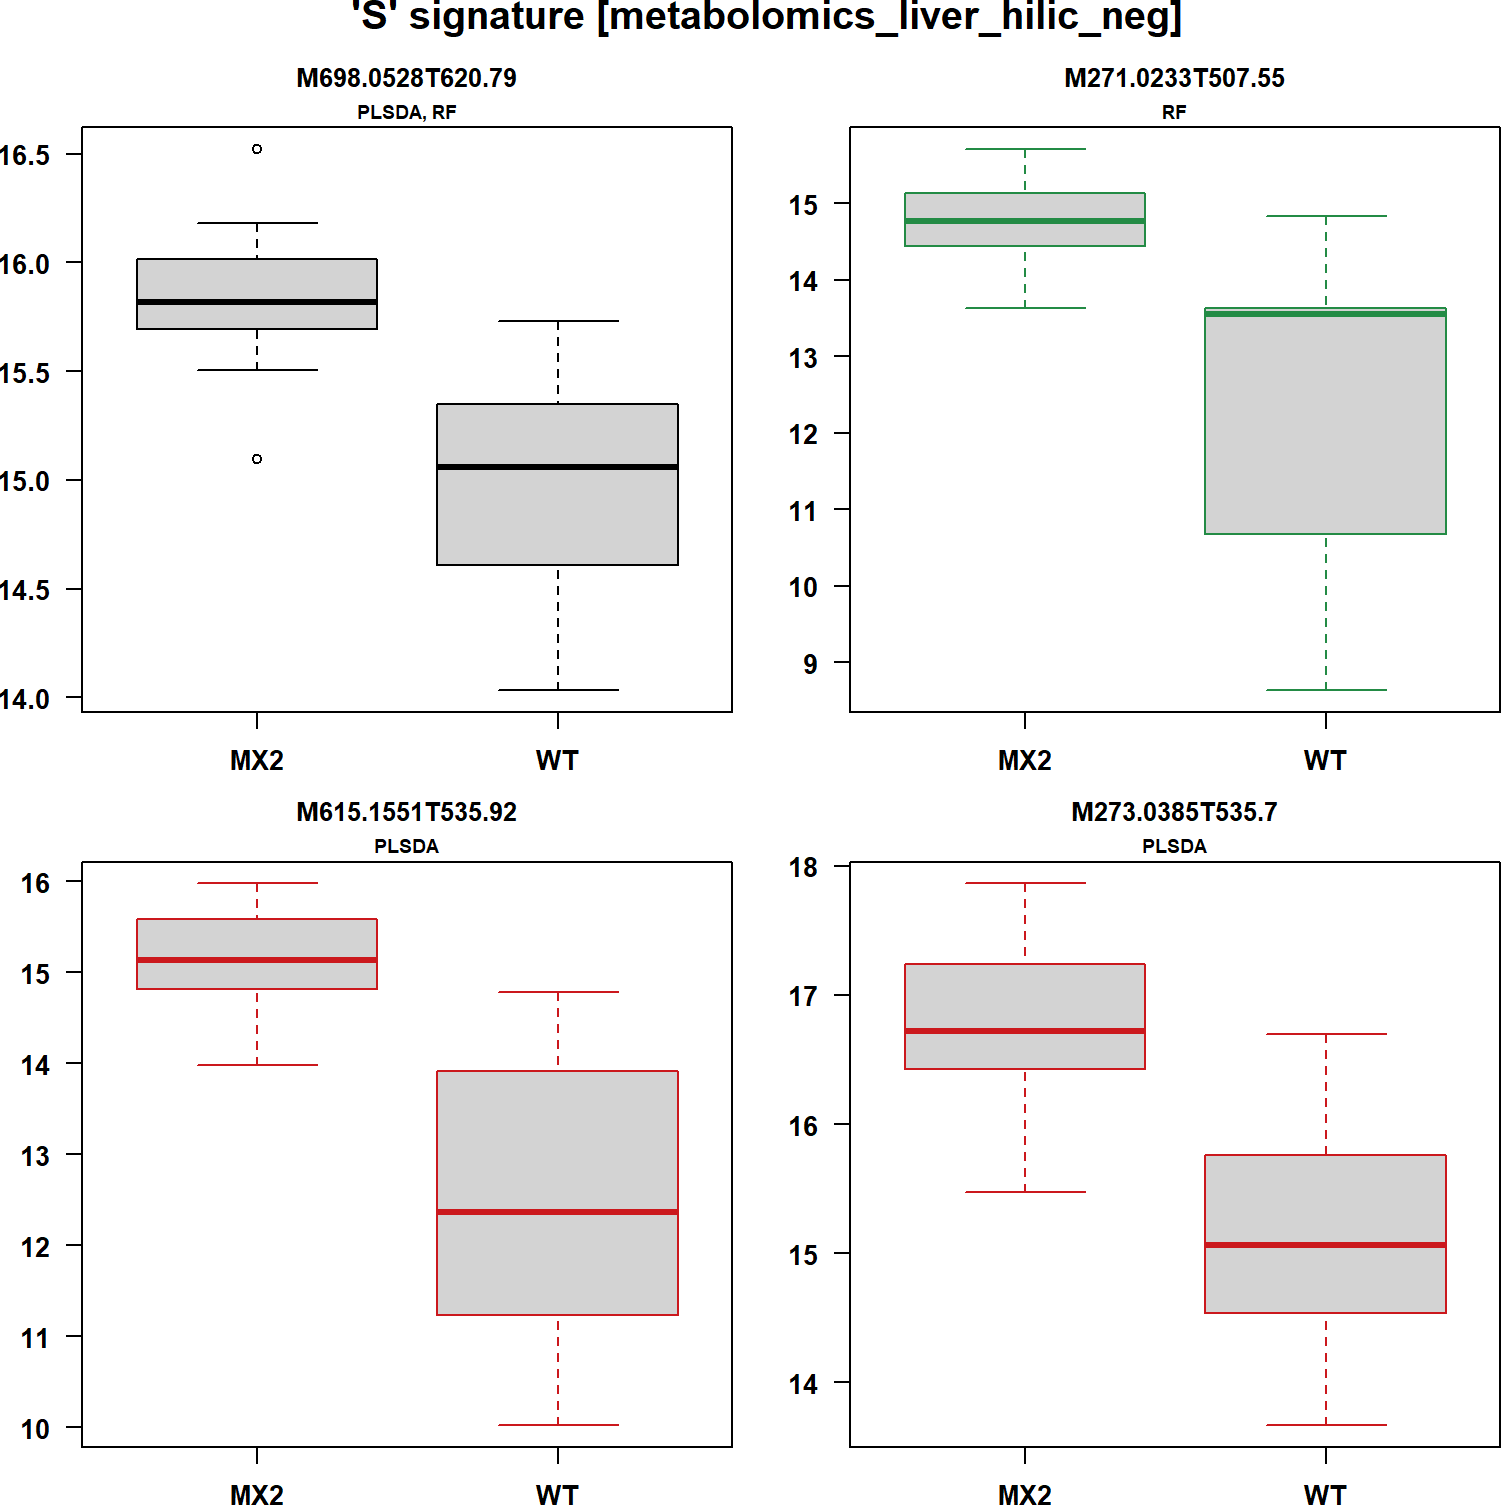 'S' signature [metabolomics_liver_hilic_neg]
M698.0528T620.79
PLSDA, RF
16.5
16.0
15.5
15.0
14.5
14.0
MX2
WT
M271.0233T507.55
RF
15
14
13
12
11
10
9
MX2
WT
M615.1551T535.92
PLSDA
16
15
14
13
12
11
10
MX2
WT
M273.0385T535.7
PLSDA
18
17
16
15
14
MX2
WT